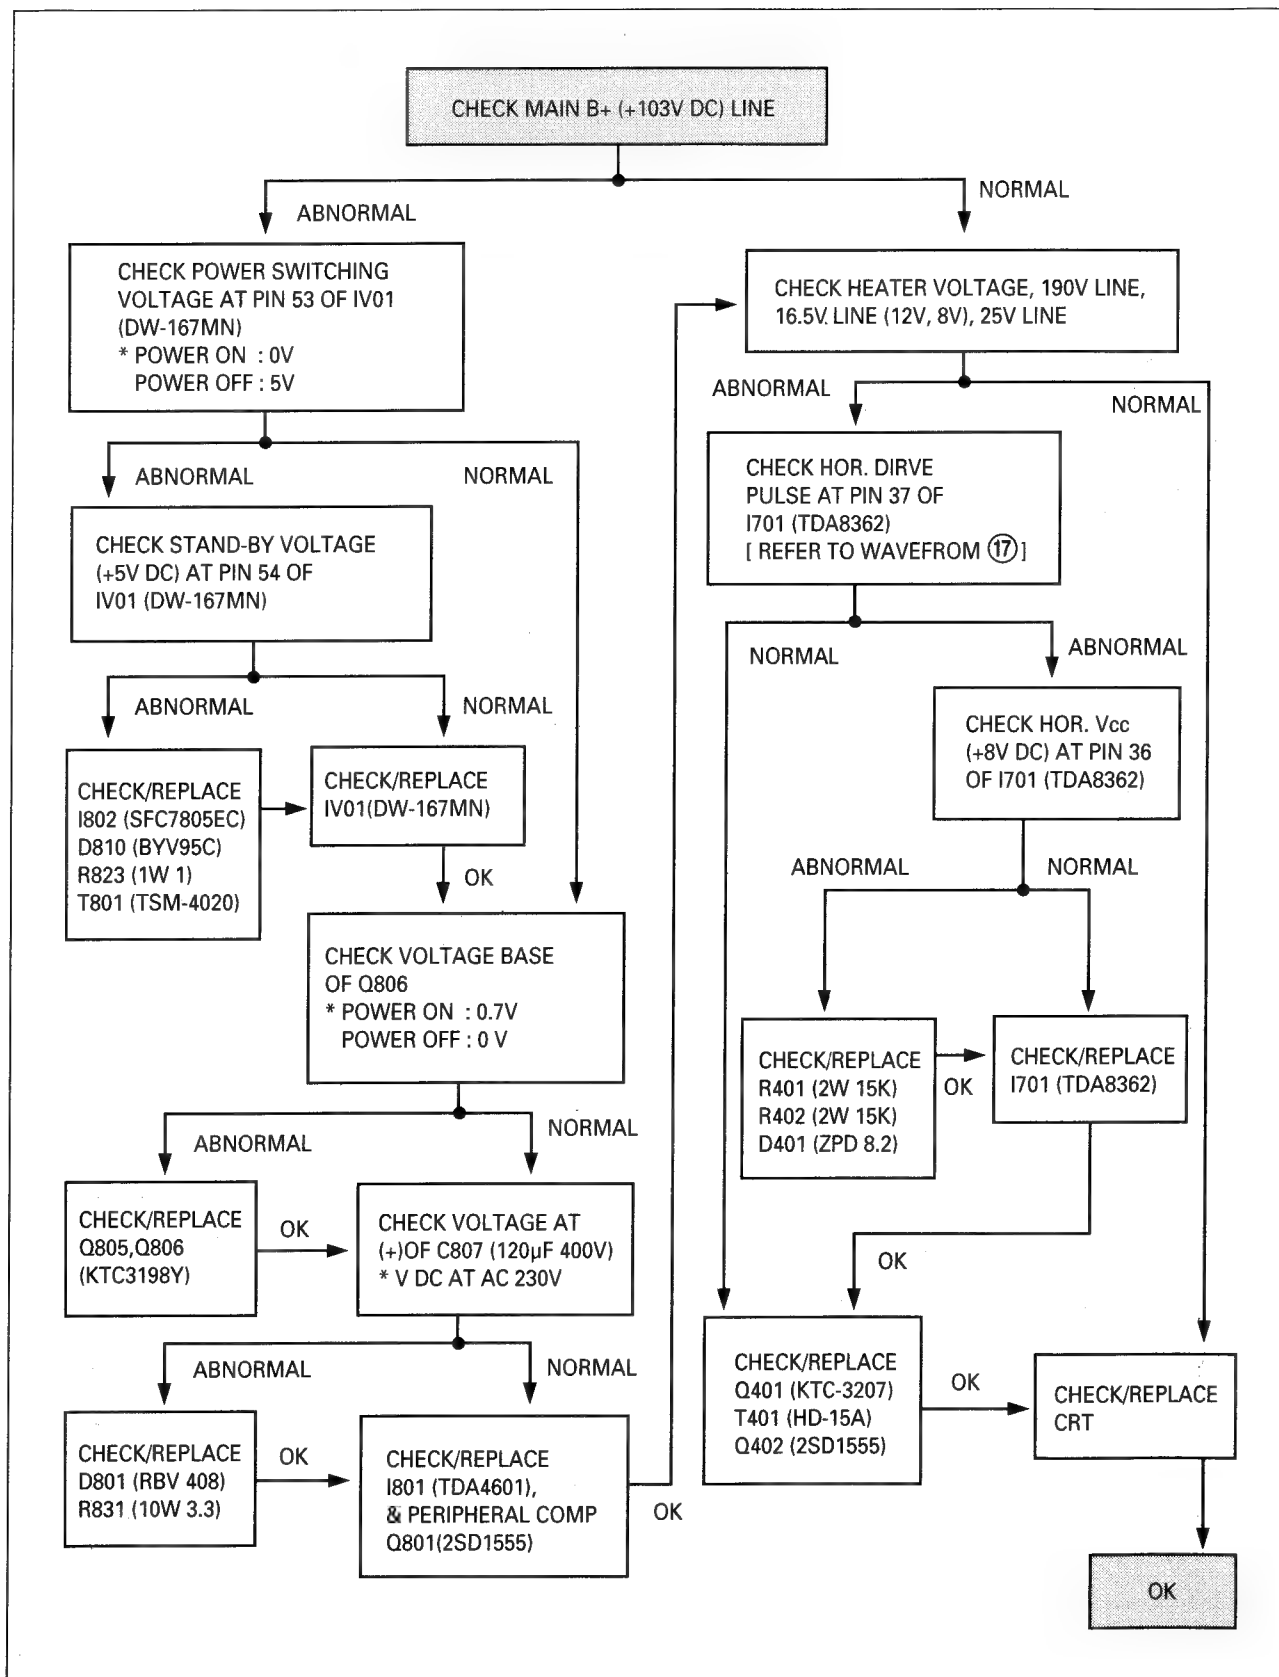 CHECK MAIN B+ (+103V DC) LINE
ABNORMAL
NORMAL
CHECK POWER SWITCHING
VOLTAGE AT PIN 53 OF IV01
(DW-167MN)
* POWER ON : 0V
POWER OFF : 5V
CHECK HEATER VOLTAGE, 190V LINE,
16.5V. LINE (12V, 8V), 25V LINE
ABNORMAL
NORMAL
ABNORMAL
NORMAL
CHECK STAND-BY VOLTAGE
(+5V DC) AT PIN 54 OF
IV01 (DW-167MN)
CHECK HOR. DIRVE
PULSE AT PIN 37 OF
I701 (TDA8362)
[ REFER TO WAVEFROM ⑰ ]
ABNORMAL
NORMAL
NORMAL
ABNORMAL
CHECK/REPLACE
I802 (SFC7805EC)
D810 (BYV95C)
R823 (1W 1)
T801 (TSM-4020)
CHECK/REPLACE
IV01(DW-167MN)
OK
CHECK HOR. Vcc
(+8V DC) AT PIN 36
OF I701 (TDA8362)
ABNORMAL
NORMAL
CHECK VOLTAGE BASE
OF Q806
* POWER ON : 0.7V
POWER OFF : 0 V
CHECK/REPLACE
R401 (2W 15K)
R402 (2W 15K)
D401 (ZPD 8.2)
OK
CHECK/REPLACE
I701 (TDA8362)
ABNORMAL
NORMAL
CHECK/REPLACE
Q805,Q806
(KTC3198Y)
OK
CHECK VOLTAGE AT
(+)OF C807 (120µF 400V)
* V DC AT AC 230V
OK
ABNORMAL
NORMAL
CHECK/REPLACE
D801 (RBV 408)
R831 (10W 3.3)
OK
CHECK/REPLACE
I801 (TDA4601),
& PERIPHERAL COMP
Q801(2SD1555)
OK
CHECK/REPLACE
Q401 (KTC-3207)
T401 (HD-15A)
Q402 (2SD1555)
OK
CHECK/REPLACE
CRT
OK